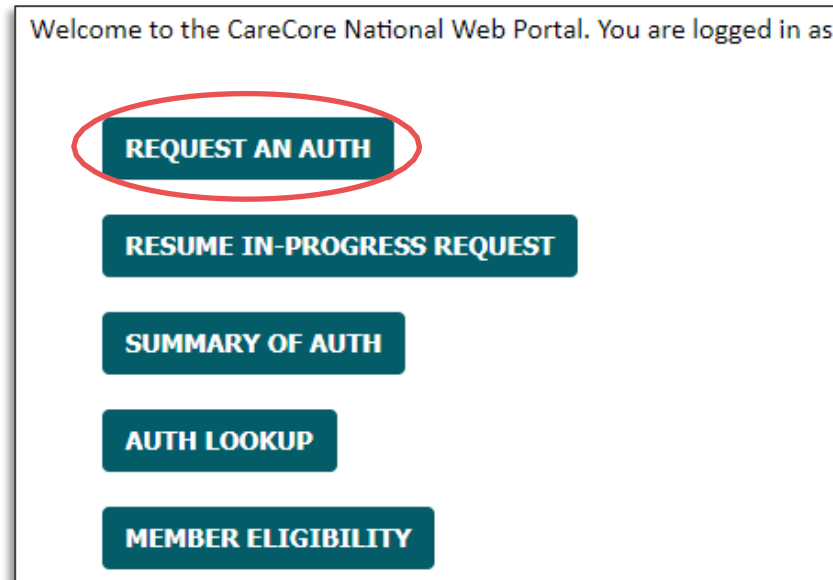 Welcome to the CareCore National Web Portal. You are logged in as
REQUEST AN AUTH
RESUME IN-PROGRESS REQUEST
SUMMARY OF AUTH
AUTH LOOKUP
MEMBER ELIGIBILITY